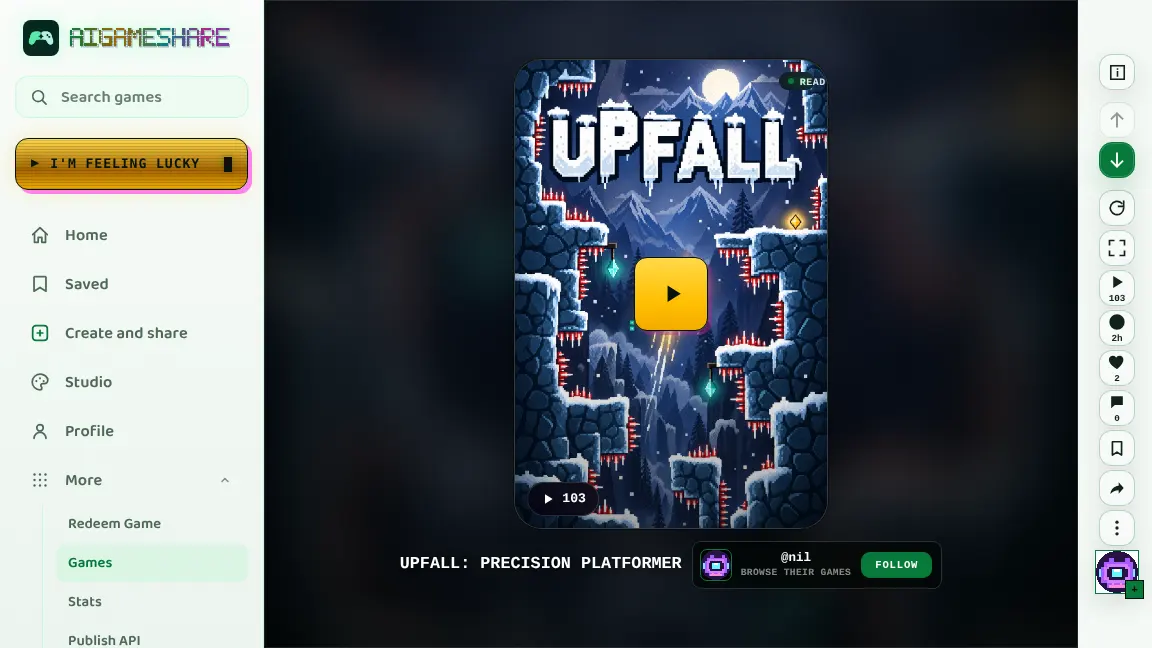 AIGAMESHARE
Search games
I'M FEELING LUCKY
Home
Saved
Create and share
Studio
Profile
More
Redeem Game
Games
Stats
Publish API
READ
UPFALL
103
UPFALL: PRECISION PLATFORMER
@nil
BROWSE THEIR GAMES
FOLLOW
103
2h
2
0